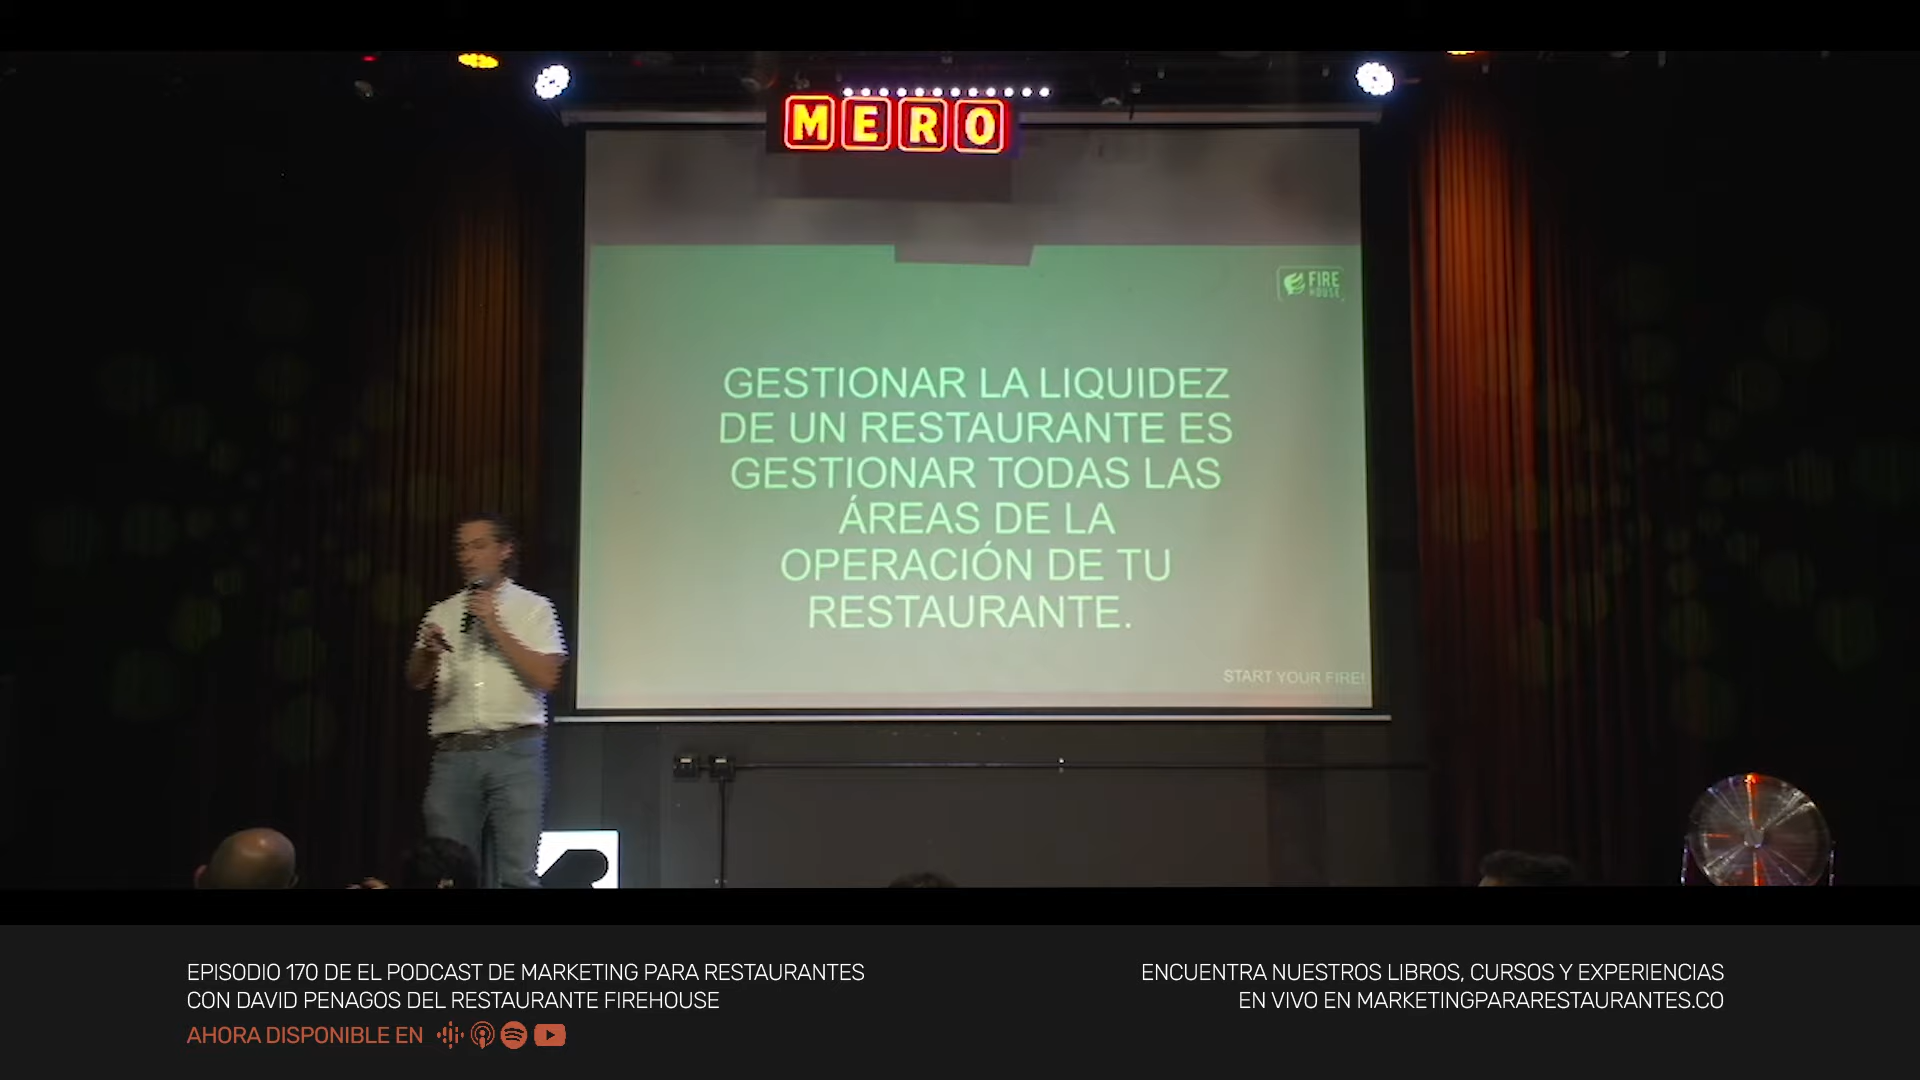 MERO
FIRE
HOUSE
GESTIONAR LA LIQUIDEZ
DE UN RESTAURANTE ES
GESTIONAR TODAS LAS
ÁREAS DE LA
OPERACIÓN DE TU
RESTAURANTE.
START YOUR FIRE!
EPISODIO 170 DE EL PODCAST DE MARKETING PARA RESTAURANTES
CON DAVID PENAGOS DEL RESTAURANTE FIREHOUSE
AHORA DISPONIBLE EN
ENCUENTRA NUESTROS LIBROS, CURSOS Y EXPERIENCIAS
EN VIVO EN MARKETINGPARARESTAURANTES.CO